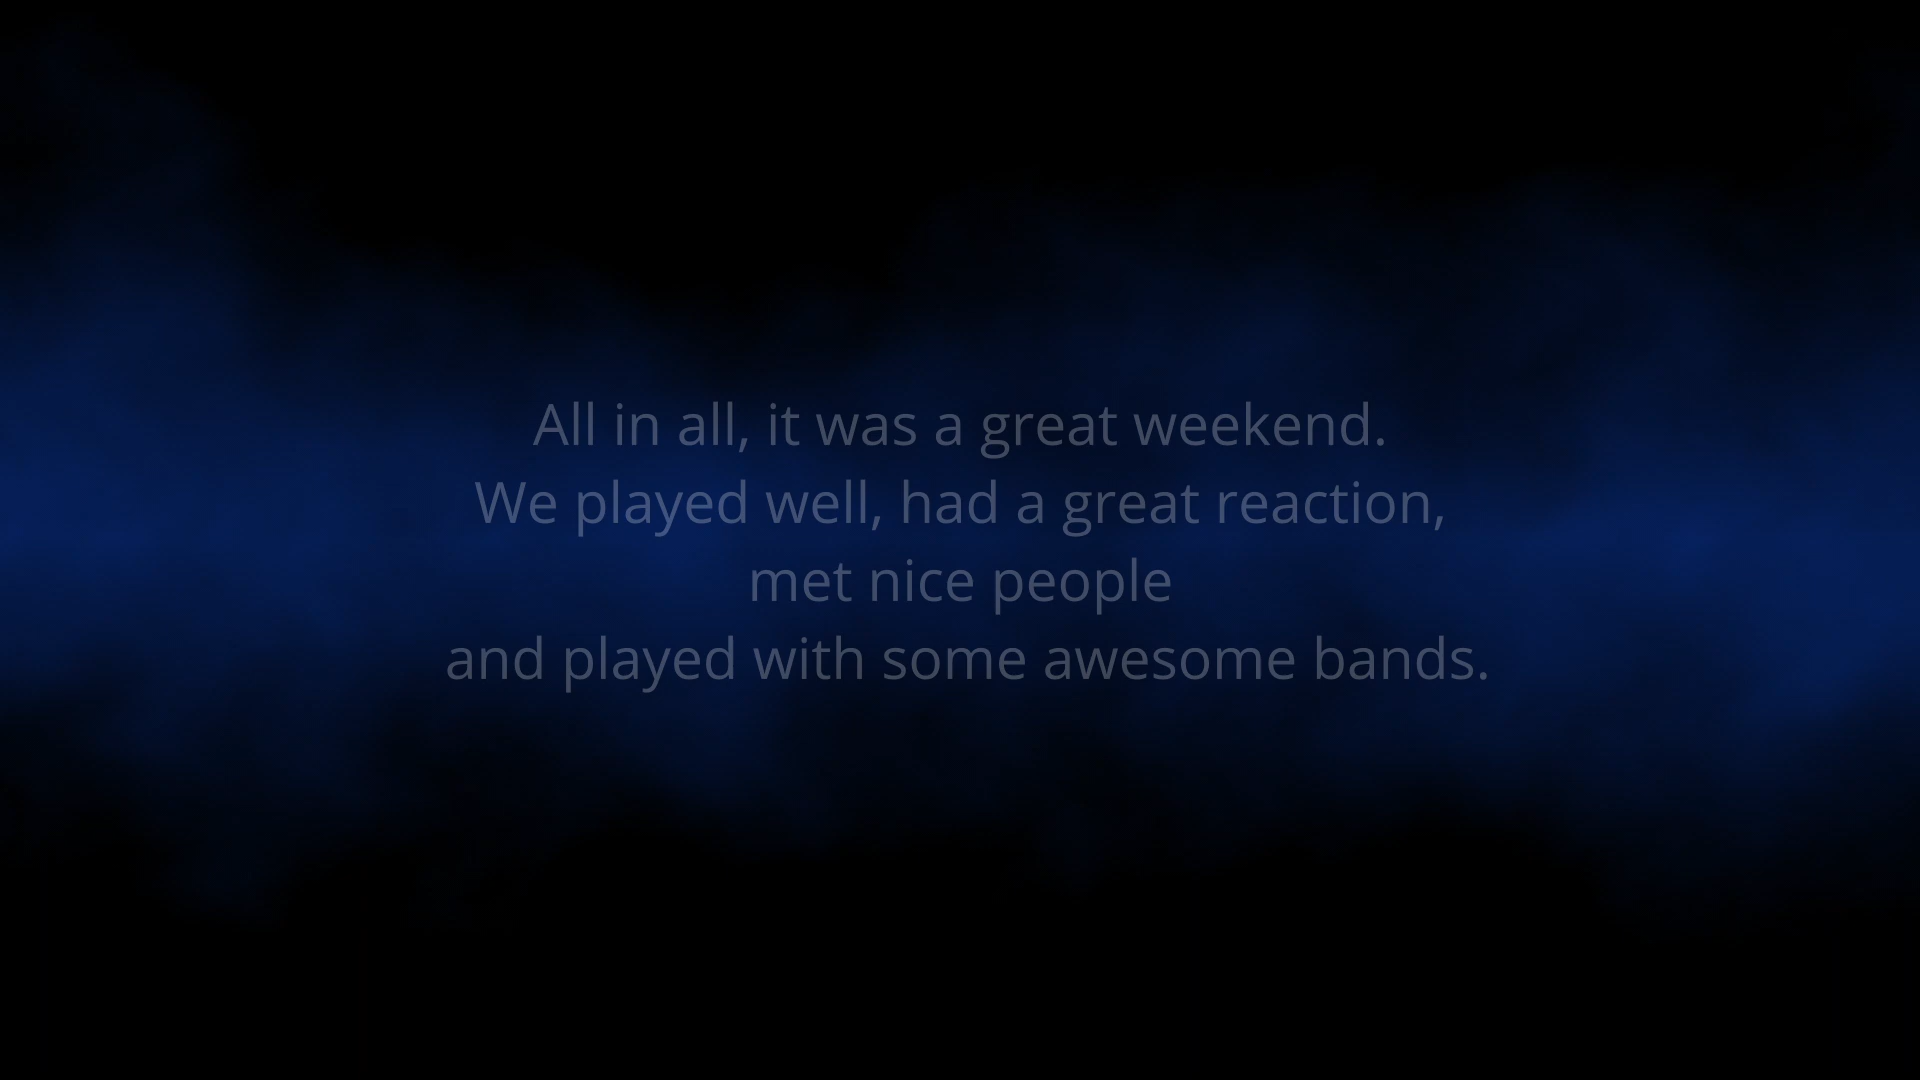 All in all, it was a great weekend.
We played well, had a great reaction,
met nice people
and played with some awesome bands.